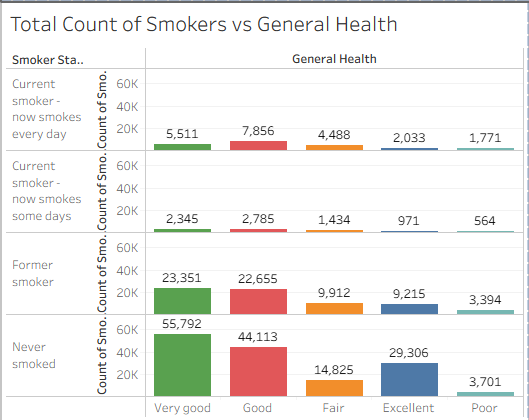 Total Count of Smokers vs General Health
Smoker Sta..
General Health
Current
smoker -
now smokes
every day
Count of Smo..
60K
40K
20K
5,511
7,856
4,488
2,033
1,771
Current
smoker -
now smokes
some days
Count of Smo..
60K
40K
20K
2,345
2,785
1,434
971
564
Former
smoker
Count of Smo..
60K
40K
20K
23,351
22,655
9,912
9,215
3,394
Never
smoked
Count of Smo..
60K
40K
20K
55,792
44,113
14,825
29,306
3,701
Very good
Good
Fair
Excellent
Poor